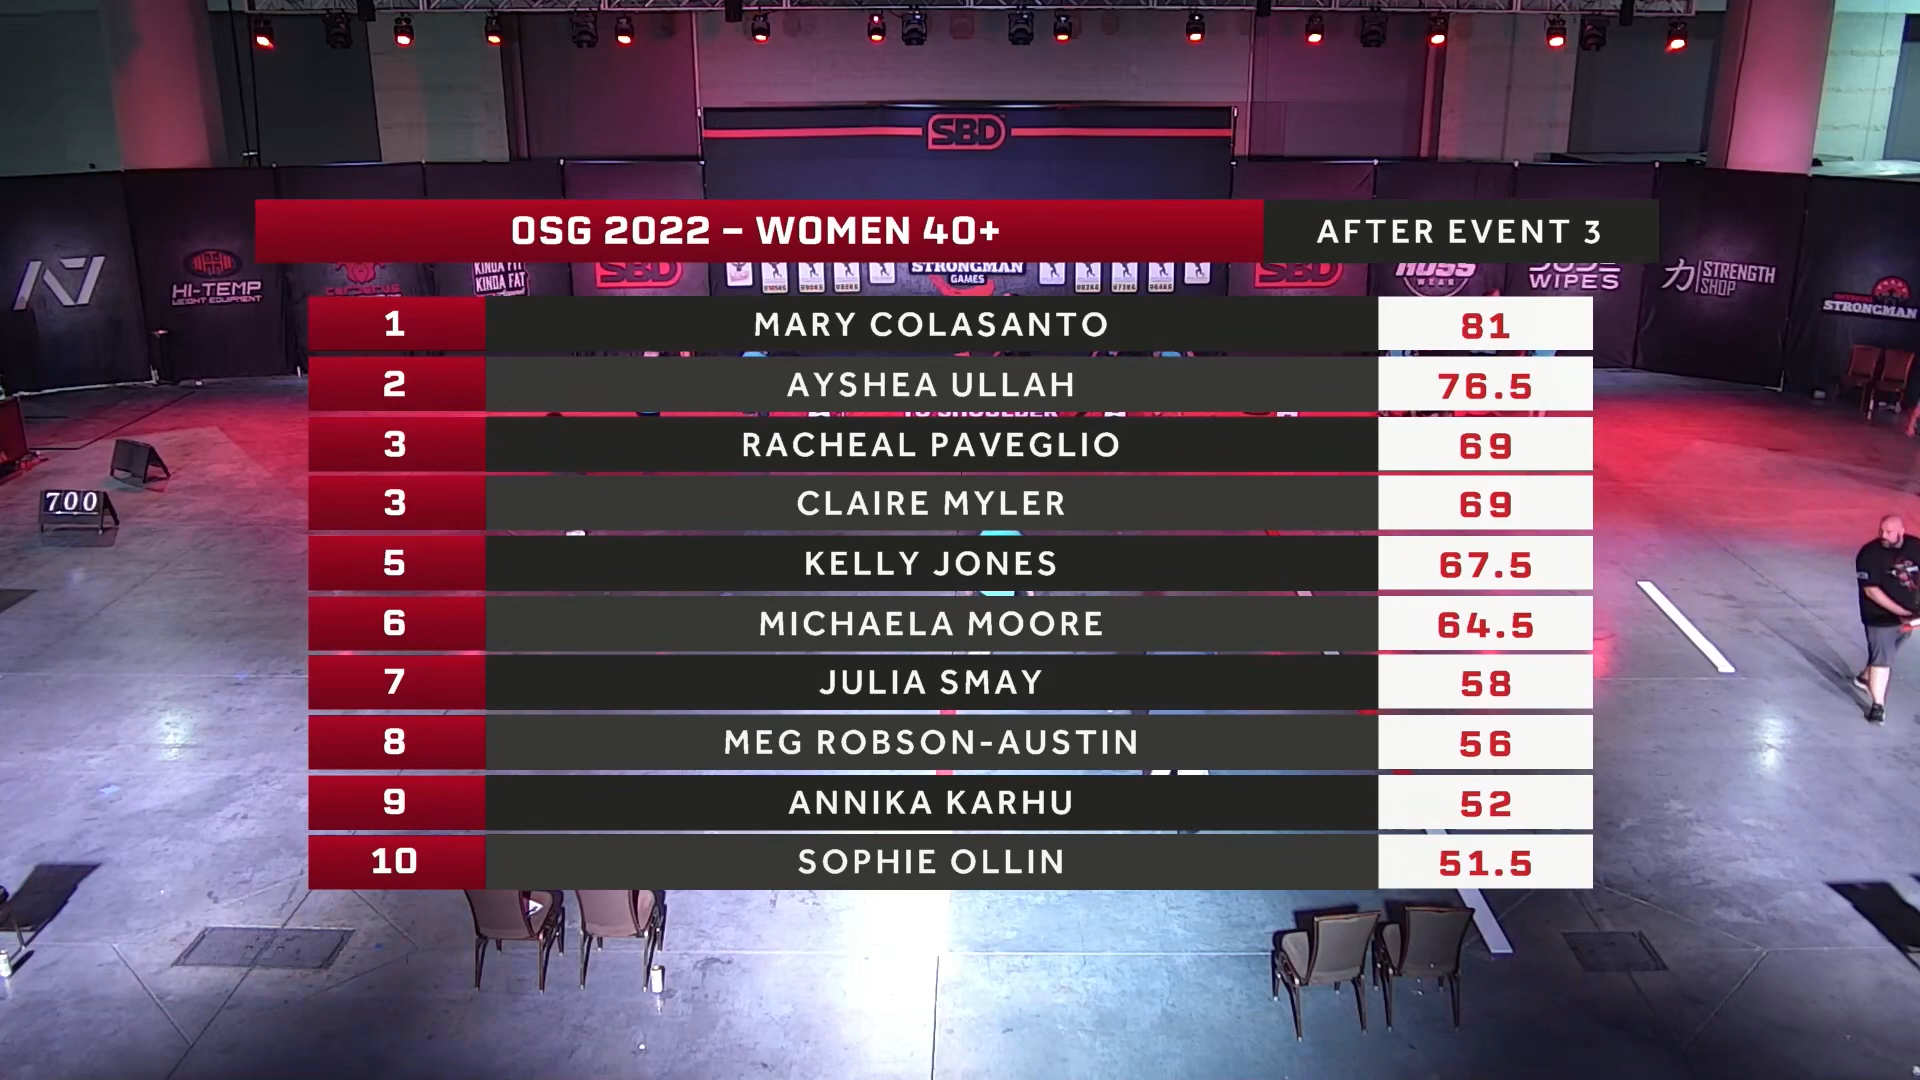 SBD
OSG 2022 – WOMEN 40+
AFTER EVENT 3
HI-TEMP
KINDA FIT
KINDA FAT
SBD
STRONGMAN
GAMES
SBD
WIPES
STRENGTH
SHOP
STRONGMAN
1 MARY COLASANTO 81
2 AYSHEA ULLAH 76.5
3 RACHEAL PAVEGLIO 69
3 CLAIRE MYLER 69
700
5 KELLY JONES 67.5
6 MICHAELA MOORE 64.5
7 JULIA SMAY 58
8 MEG ROBSON-AUSTIN 56
9 ANNIKA KARHU 52
10 SOPHIE OLLIN 51.5